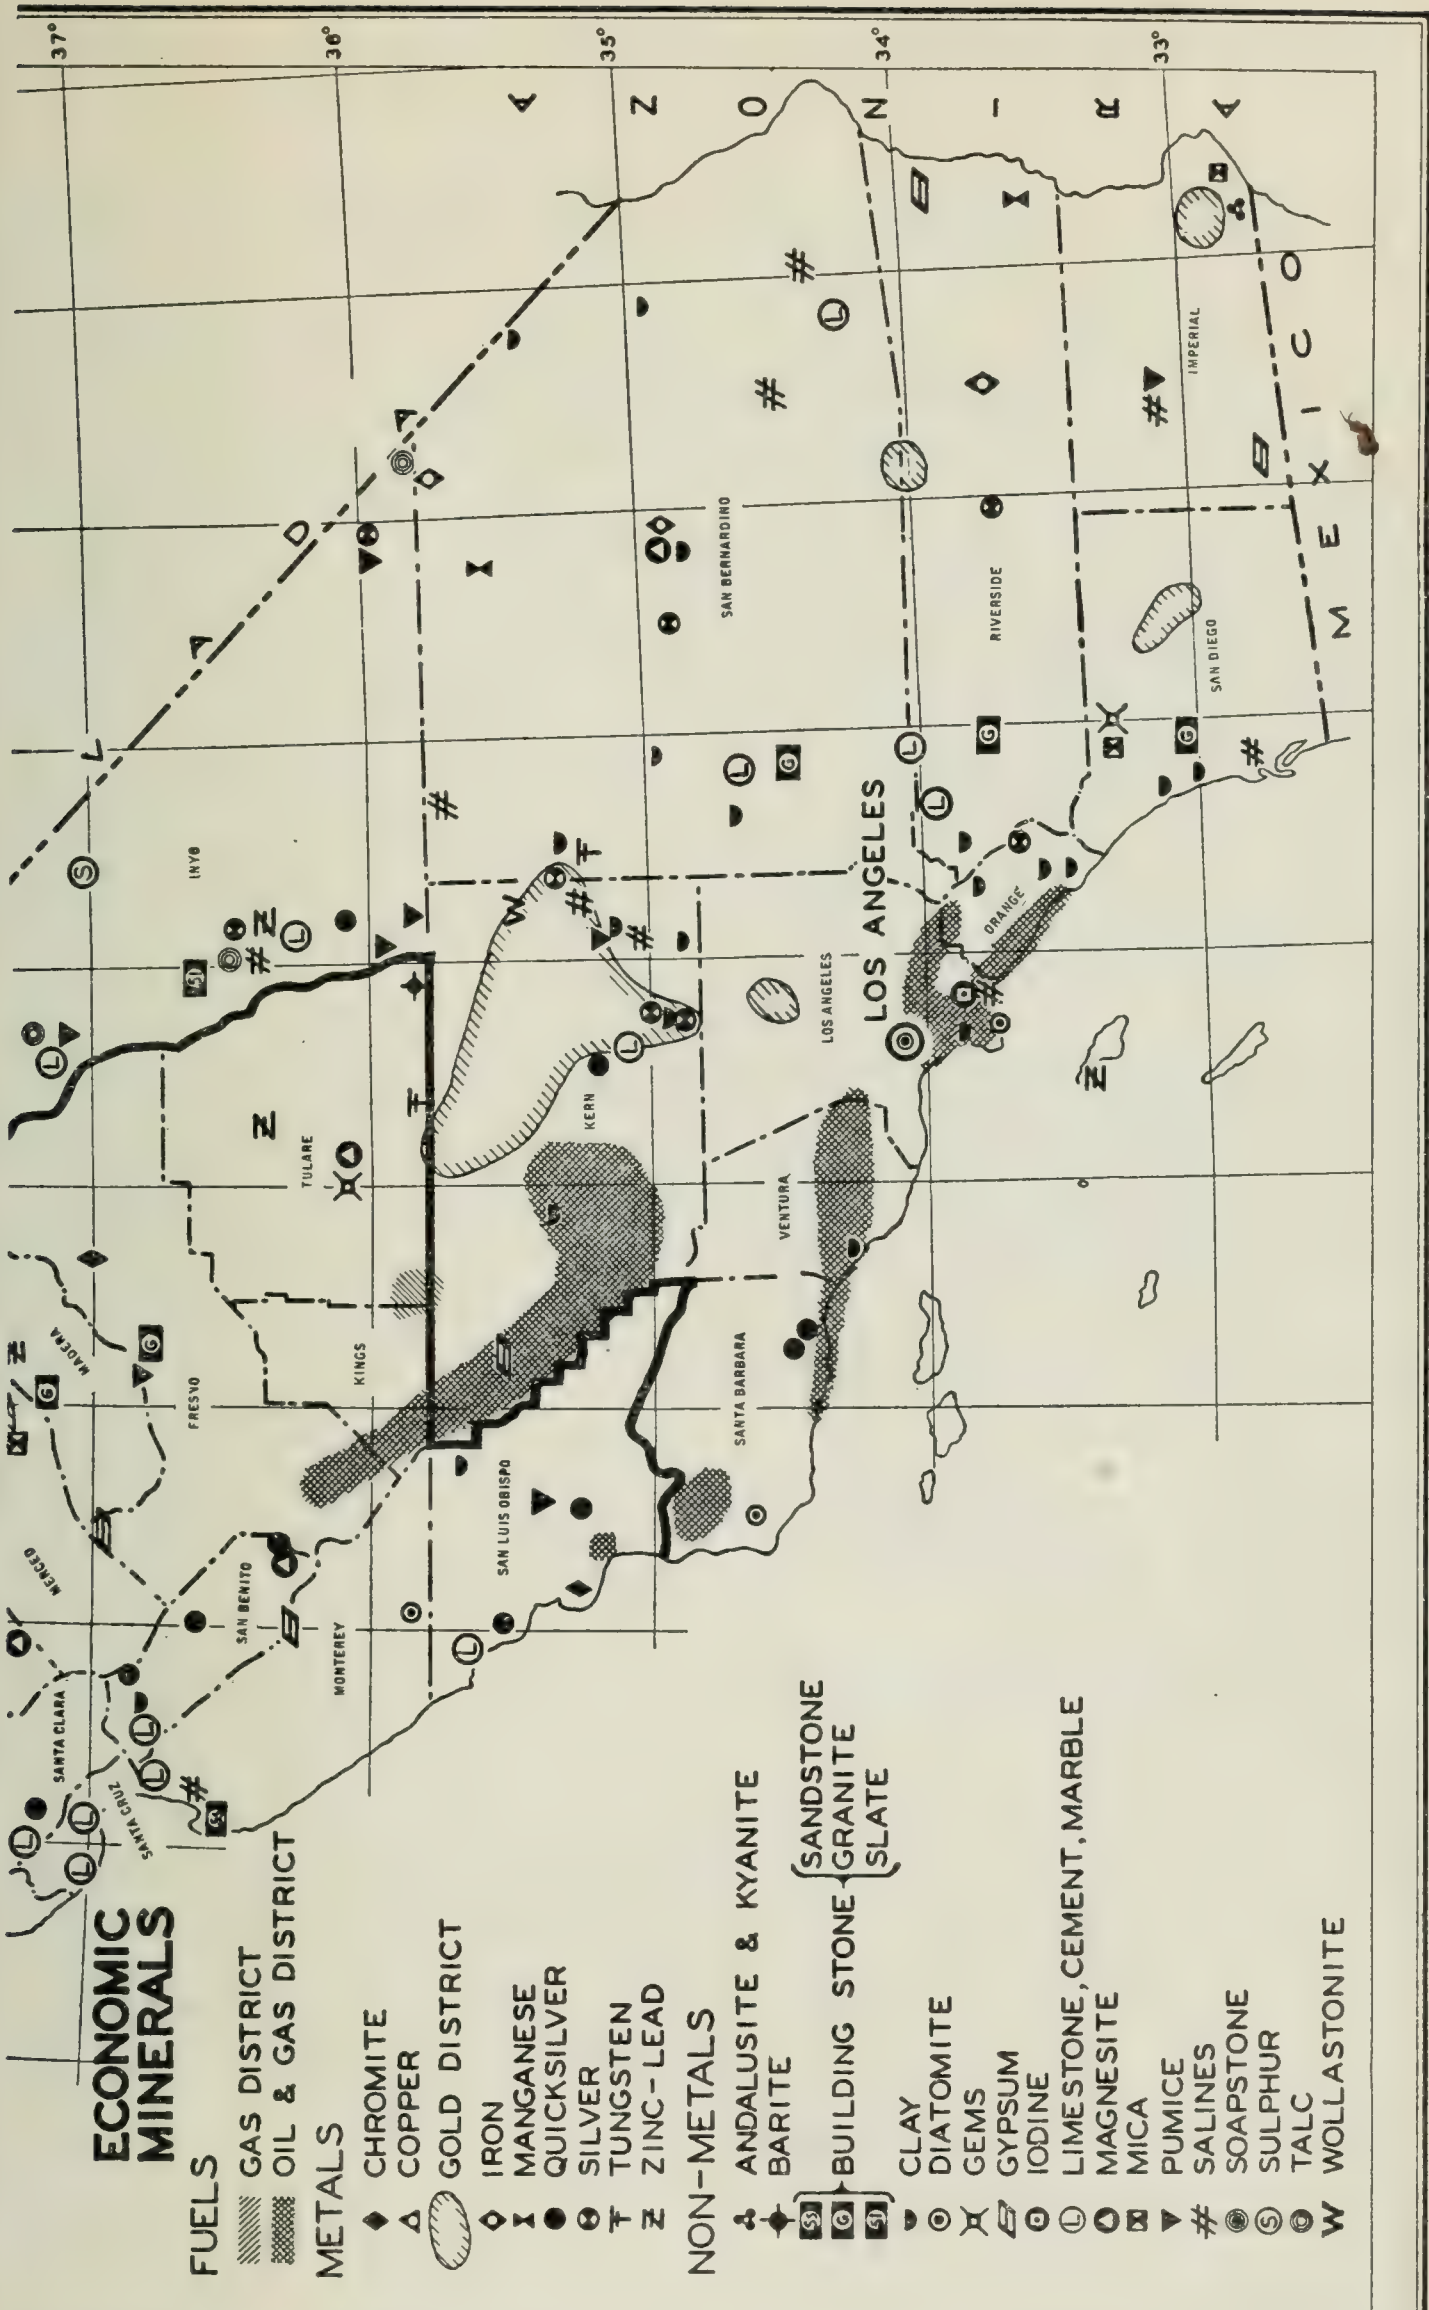 ECONOMIC
MINERALS
FUELS
GAS DISTRICT
OIL & GAS DISTRICT
METALS
CHROMITE
COPPER
GOLD DISTRICT
IRON
MANGANESE
QUICKSILVER
SILVER
TUNGSTEN
Z ZINC-LEAD
NON-METALS
ANDALUSITE & KYANITE
BARITE
SS SANDSTONE
G BUILDING STONE GRANITE
Sl SLATE
CLAY
DIATOMITE
GEMS
GYPSUM
IODINE
L LIMESTONE, CEMENT, MARBLE
MAGNESITE
MICA
PUMICE
# SALINES
SOAPSTONE
S SULPHUR
TALC
W WOLLASTONITE
SANTA CLARA
SANTA CRUZ
MERCED
MADERA
SAN BENITO
MONTEREY
FRESNO
KINGS
TULARE
INYO
SAN LUIS OBISPO
KERN
SANTA BARBARA
VENTURA
LOS ANGELES
LOS ANGELES
ORANGE
SAN BERNARDINO
RIVERSIDE
SAN DIEGO
IMPERIAL
MEXICO
ARIZONA
37°
36°
35°
34°
33°